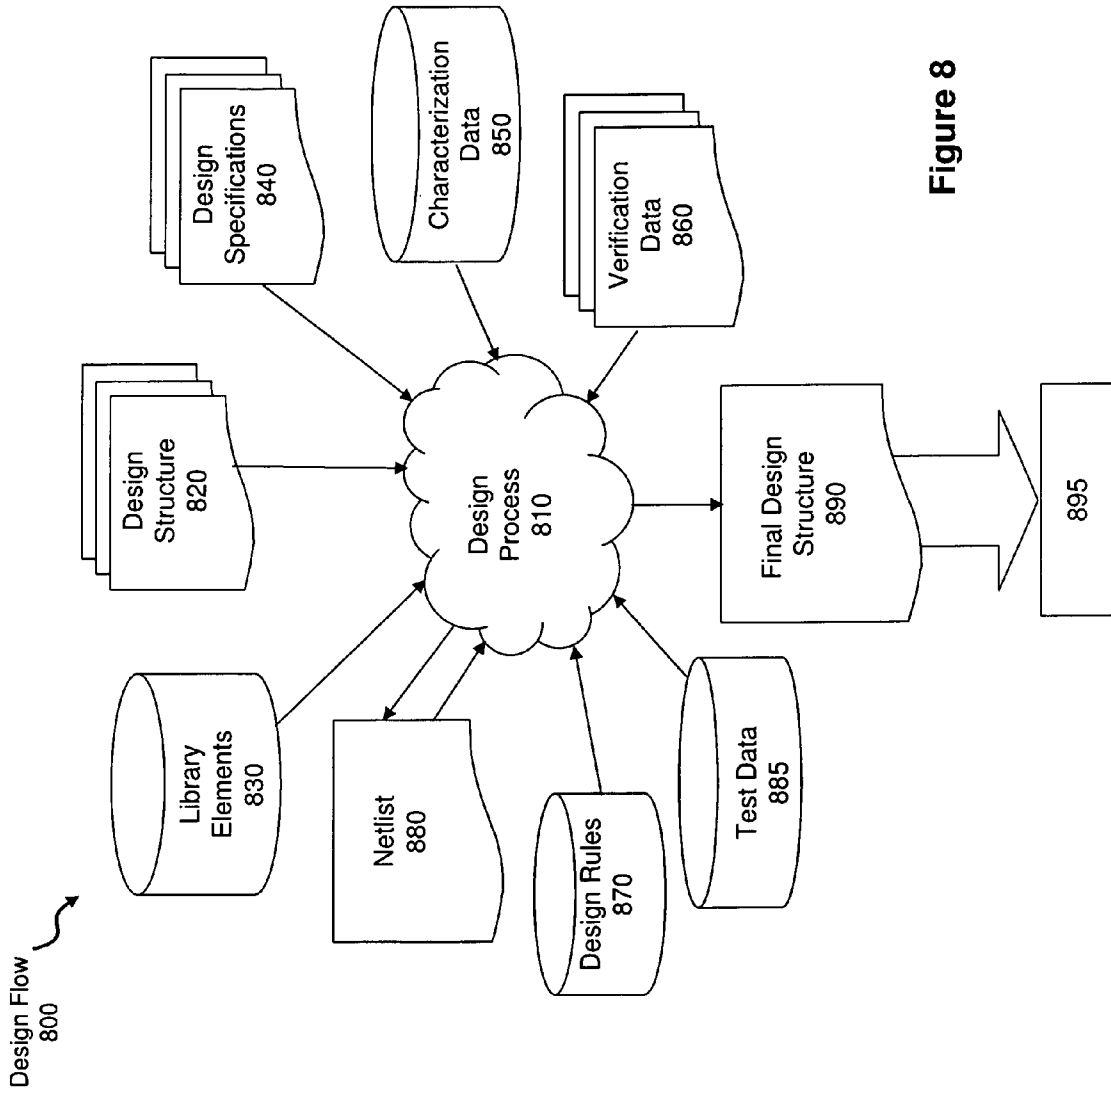 Design Flow
800
Library
Elements
830
Design
Structure
820
Design
Specifications
840
Netlist
880
Design
Process
810
Characterization
Data
850
Design Rules
870
Verification
Data
860
Test Data
885
Final Design
Structure
890
895
Figure 8